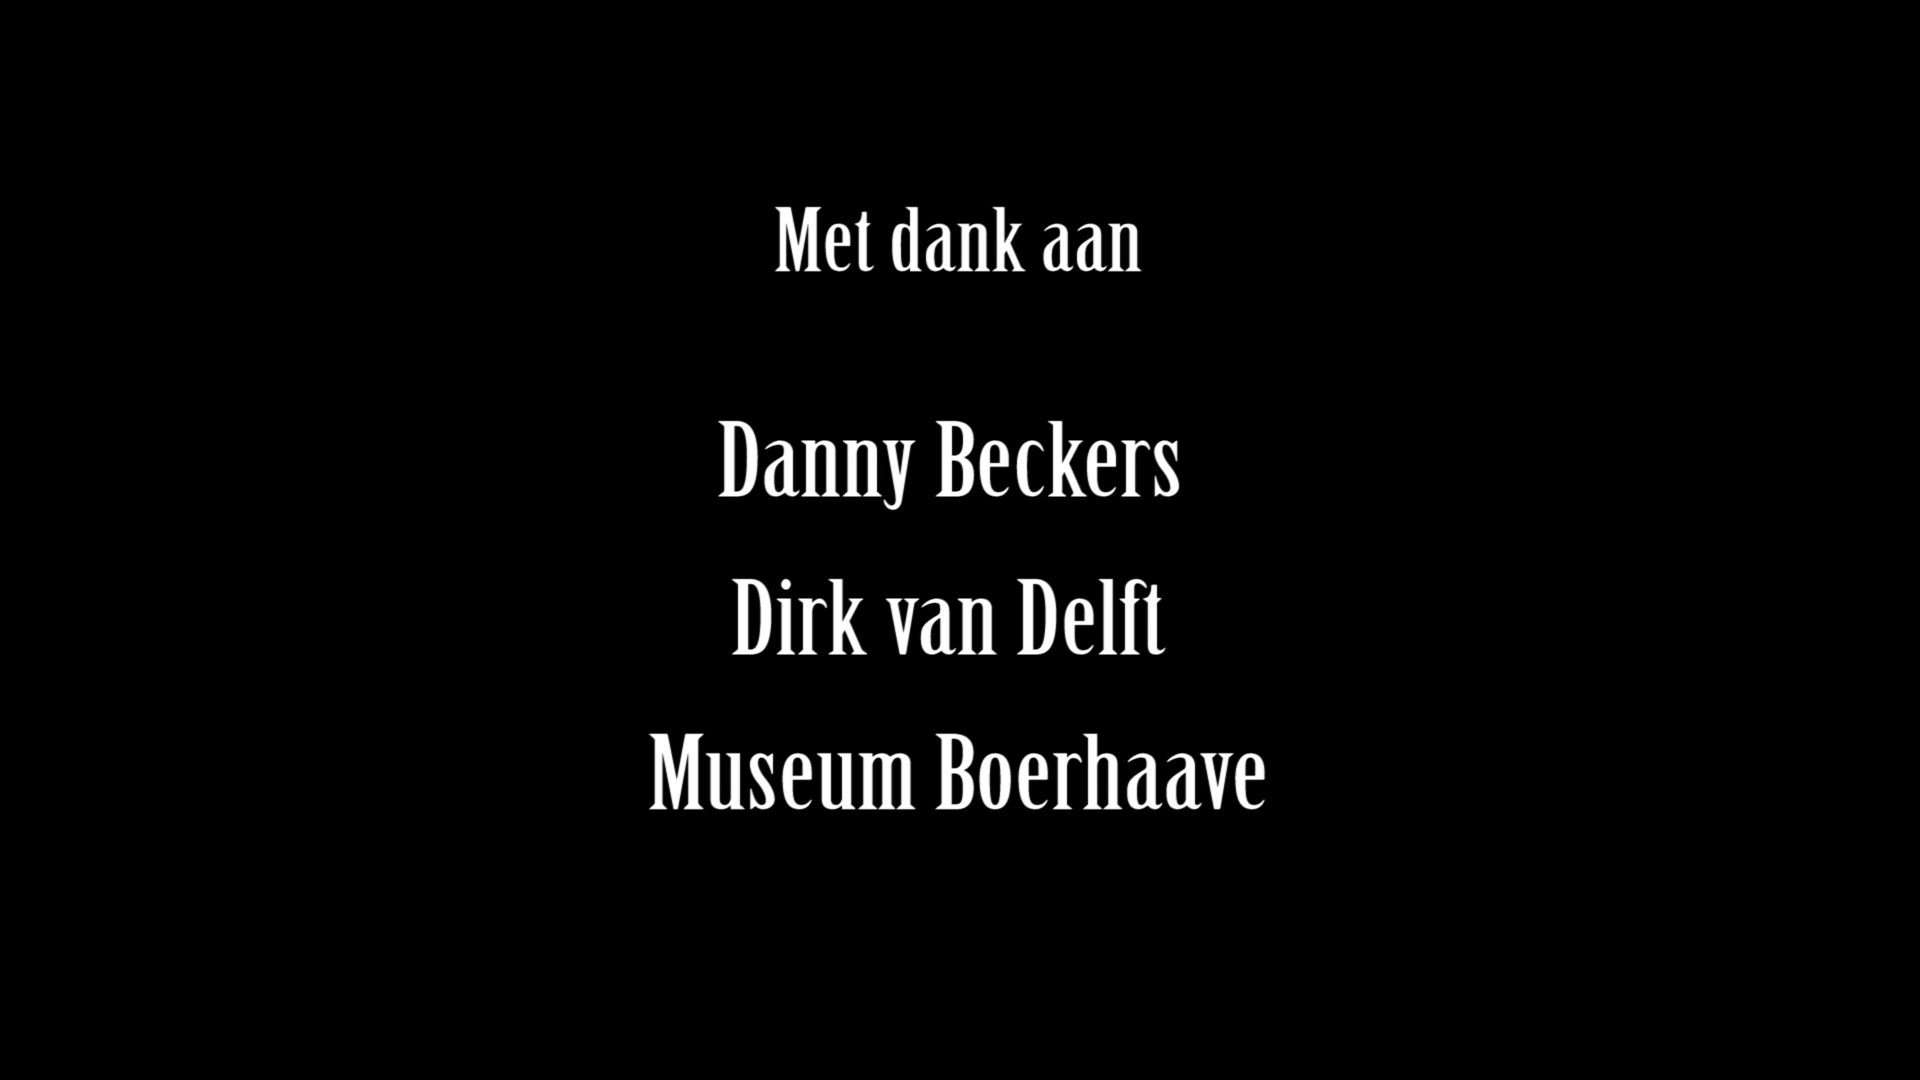 Met dank aan
Danny Beckers
Dirk van Delft
Museum Boerhaave